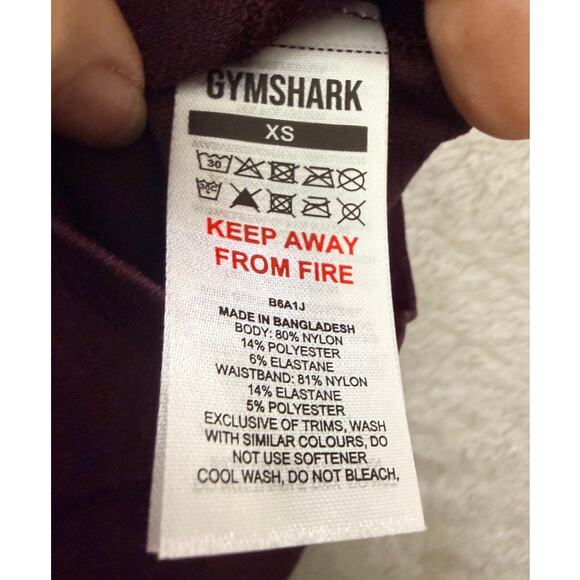 GYMSHARK
XS
30
KEEP AWAY
FROM FIRE
B6A1J
MADE IN BANGLADESH
BODY: 80% NYLON
14% POLYESTER
6% ELASTANE
WAISTBAND: 81% NYLON
14% ELASTANE
5% POLYESTER
EXCLUSIVE OF TRIMS, WASH
WITH SIMILAR COLOURS, DO
NOT USE SOFTENER
COOL WASH, DO NOT BLEACH,